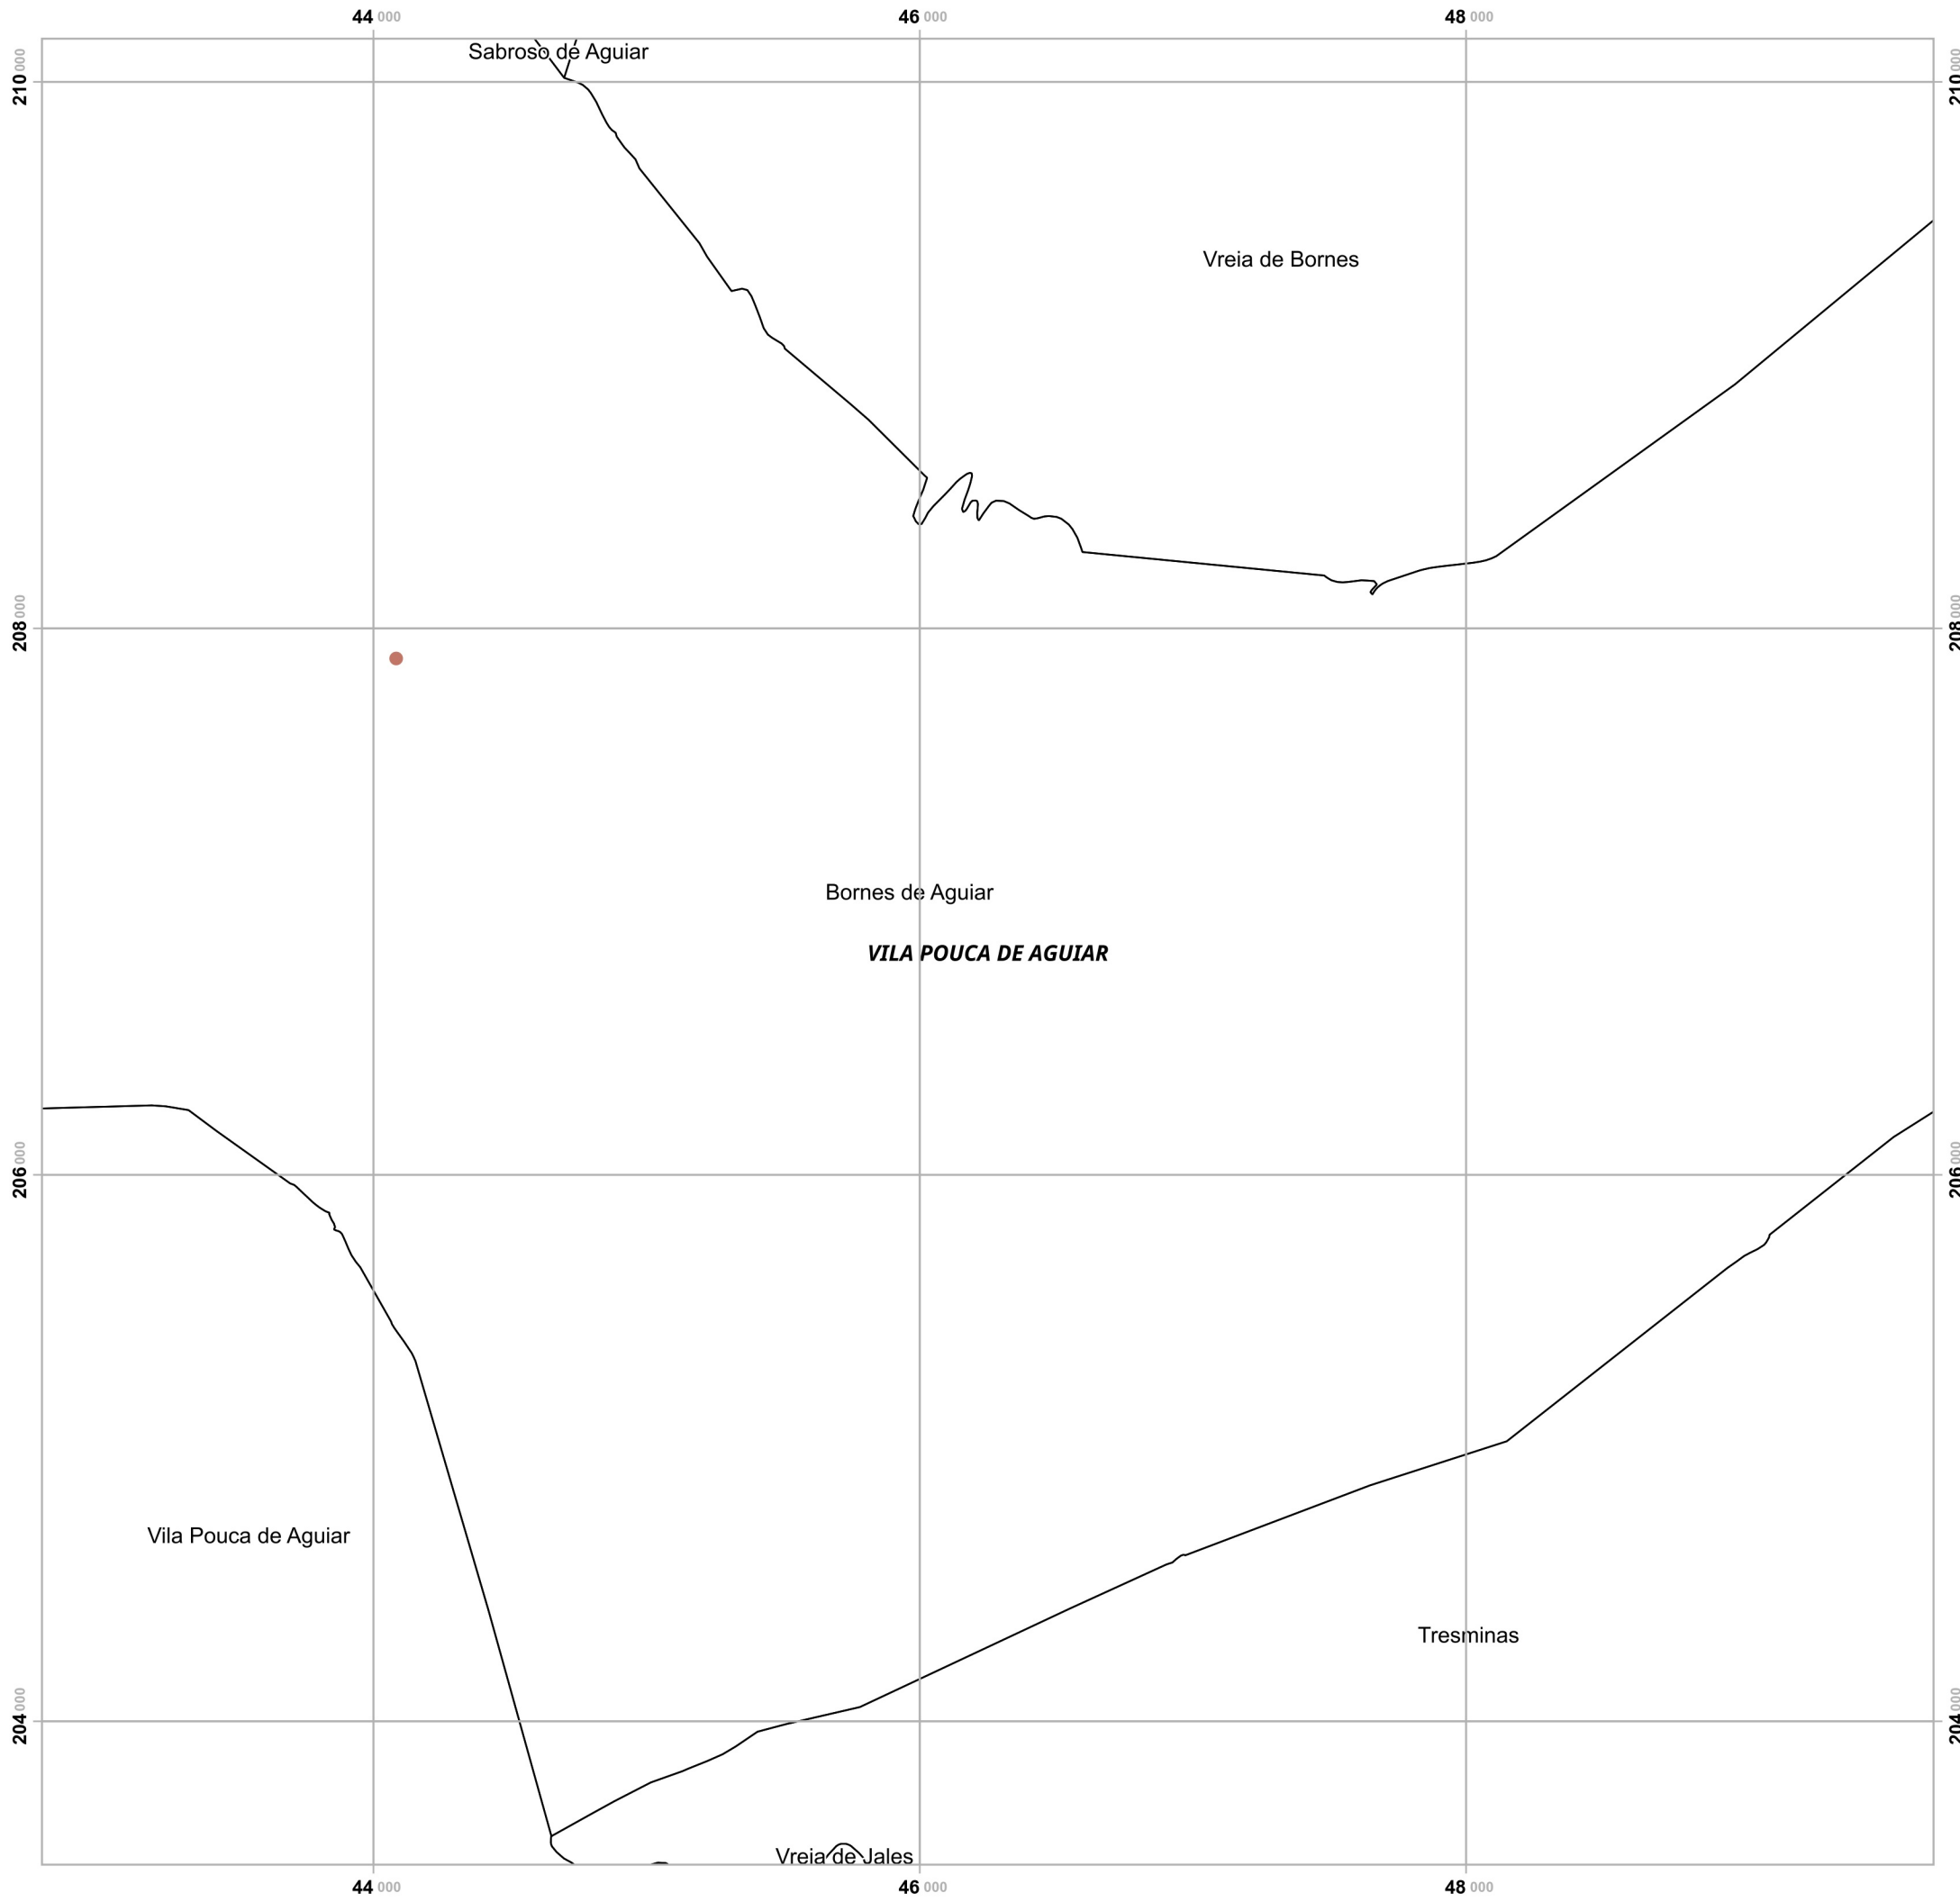 44 000 46 000 48 000
Sabroso de Aguiar
210 000 210 000
Vreia de Bornes
208 000 208 000
Bornes de Aguiar
VILA POUCA DE AGUIAR
206 000 206 000
Vila Pouca de Aguiar
Tresminas
204 000 204 000
Vreia de Jales
44 000 46 000 48 000